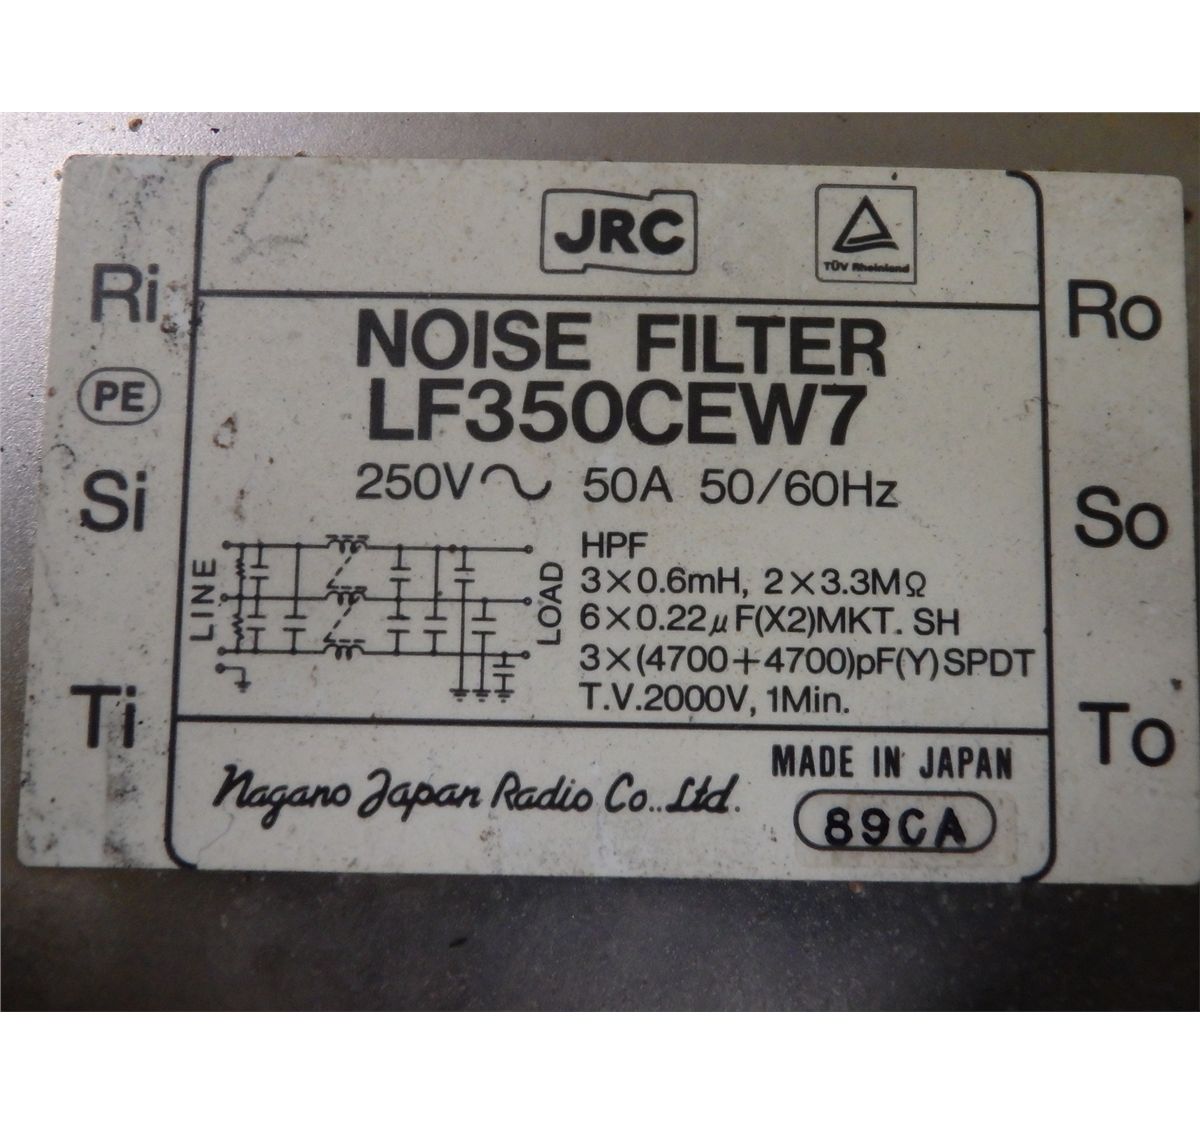 JRC
TÜV Rheinland
Ri
PE
Si
Ti
NOISE FILTER
LF350CEW7
250V～ 50A 50/60Hz
LINE
LOAD
HPF
3×0.6mH, 2×3.3MΩ
6×0.22μF(X2)MKT. SH
3×(4700+4700)pF(Y)SPDT
T.V.2000V, 1Min.
Ro
So
To
MADE IN JAPAN
Nagano Japan Radio Co., Ltd.
89CA